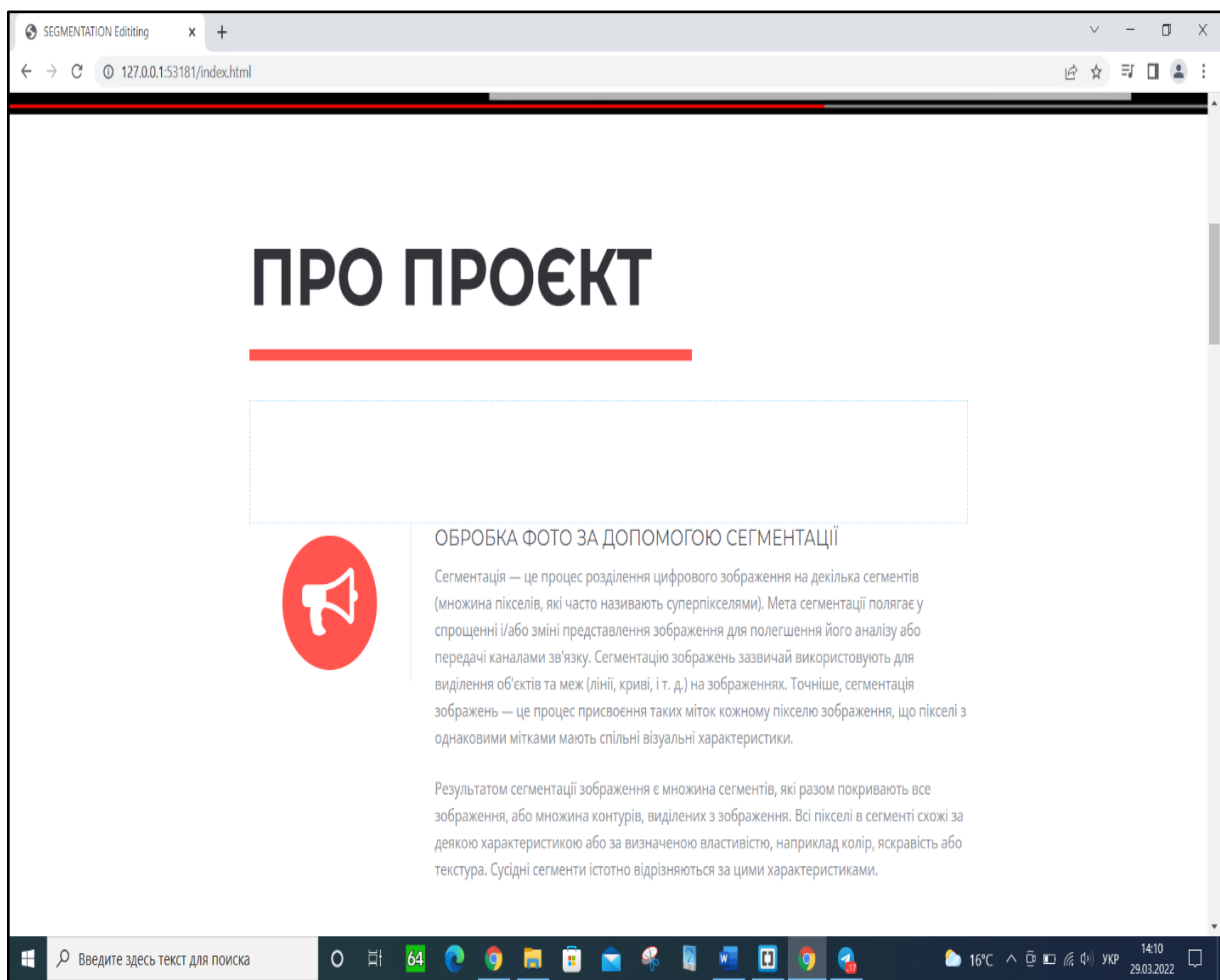 SEGMENTATION Edititing
127.0.0.1:53181/index.html
ПРО ПРОЄКТ
ОБРОБКА ФОТО ЗА ДОПОМОГОЮ СЕГМЕНТАЦІЇ
Сегментація — це процес розділення цифрового зображення на декілька сегментів
(множина пікселів, які часто називають суперпікселями). Мета сегментації полягає у
спрощенні і/або зміні представлення зображення для полегшення його аналізу або
передачі каналами зв'язку. Сегментацію зображень зазвичай використовують для
виділення об'єктів та меж (лінії, криві, і т. д.) на зображеннях. Точніше, сегментація
зображень — це процес присвоєння таких міток кожному пікселю зображення, що пікселі з
однаковими мітками мають спільні візуальні характеристики.
Результатом сегментації зображення є множина сегментів, які разом покривають все
зображення, або множина контурів, виділених з зображення. Всі пікселі в сегменті схожі за
деякою характеристикою або за визначеною властивістю, наприклад колір, яскравість або
текстура. Сусідні сегменти істотно відрізняються за цими характеристиками.
Введите здесь текст для поиска
64
16°C
УКР
14:10
29.03.2022